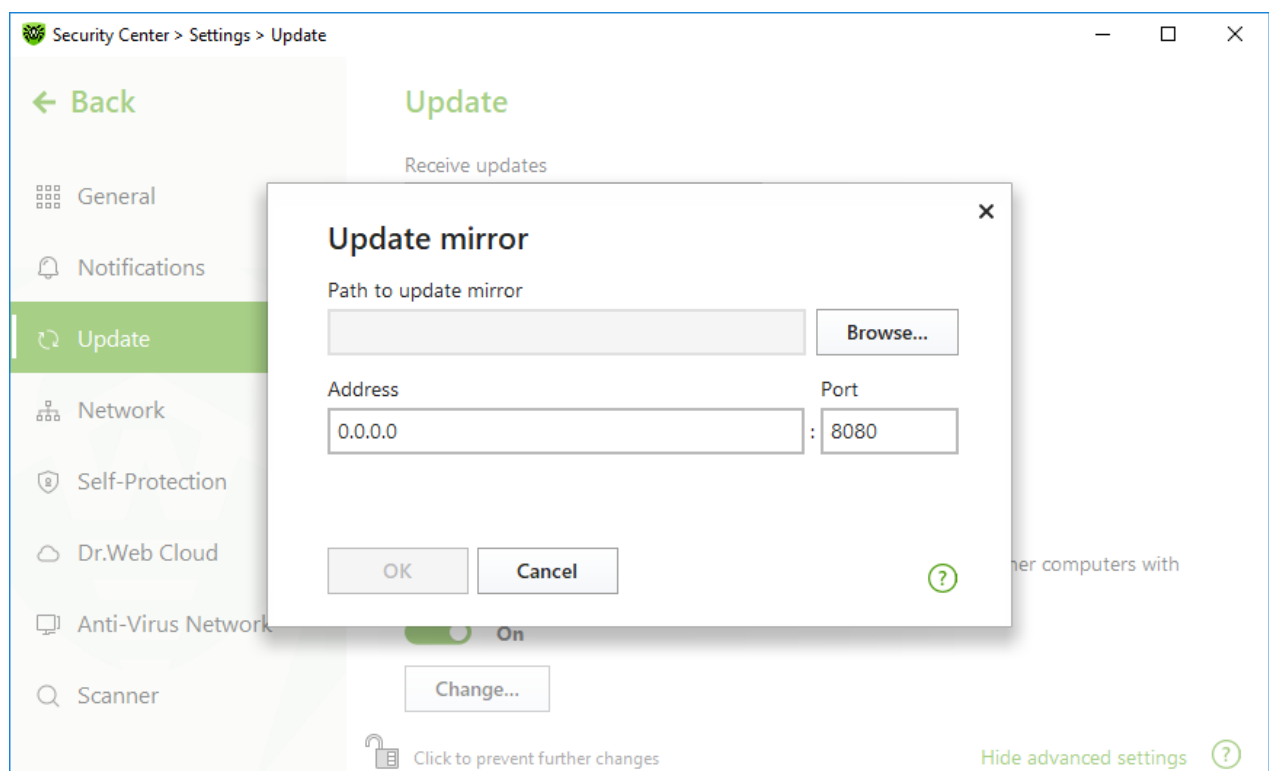 Security Center > Settings > Update
Back
General
Notifications
Update
Network
Self-Protection
Dr.Web Cloud
Anti-Virus Network
Scanner
Update
Receive updates
Update mirror
Path to update mirror
Browse...
Address
Port
0.0.0.0 : 8080
OK
Cancel
?
computers with
On
Change...
Click to prevent further changes
Hide advanced settings ?